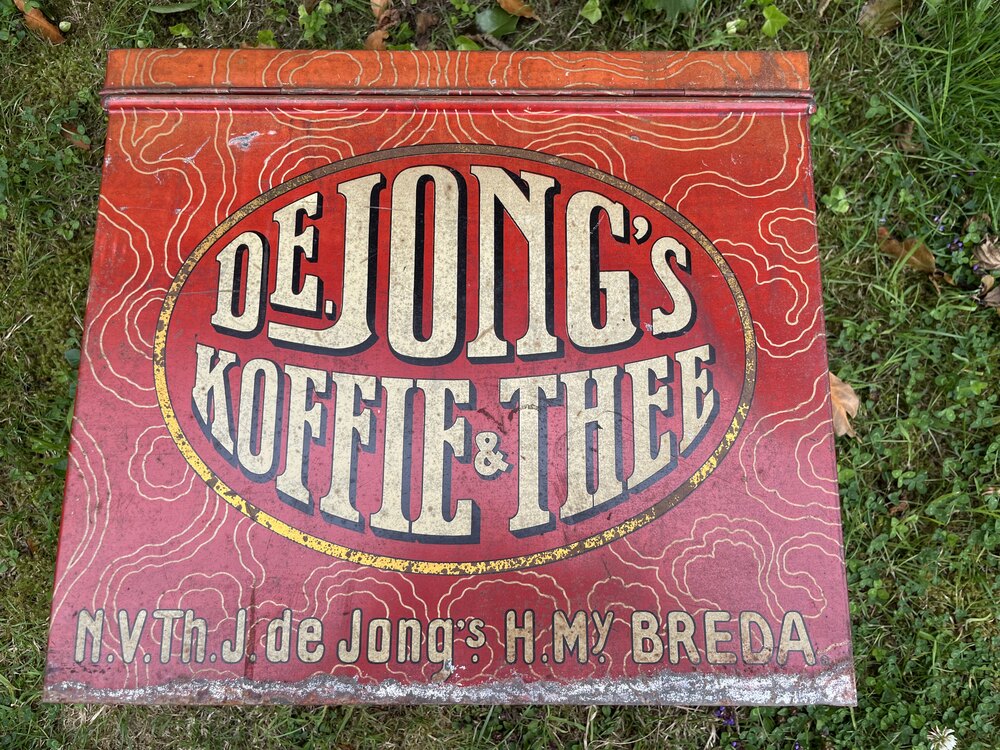 DE JONG's
KOFFIE & THEE
N.V. Th. J. de Jong's H.My. BREDA.